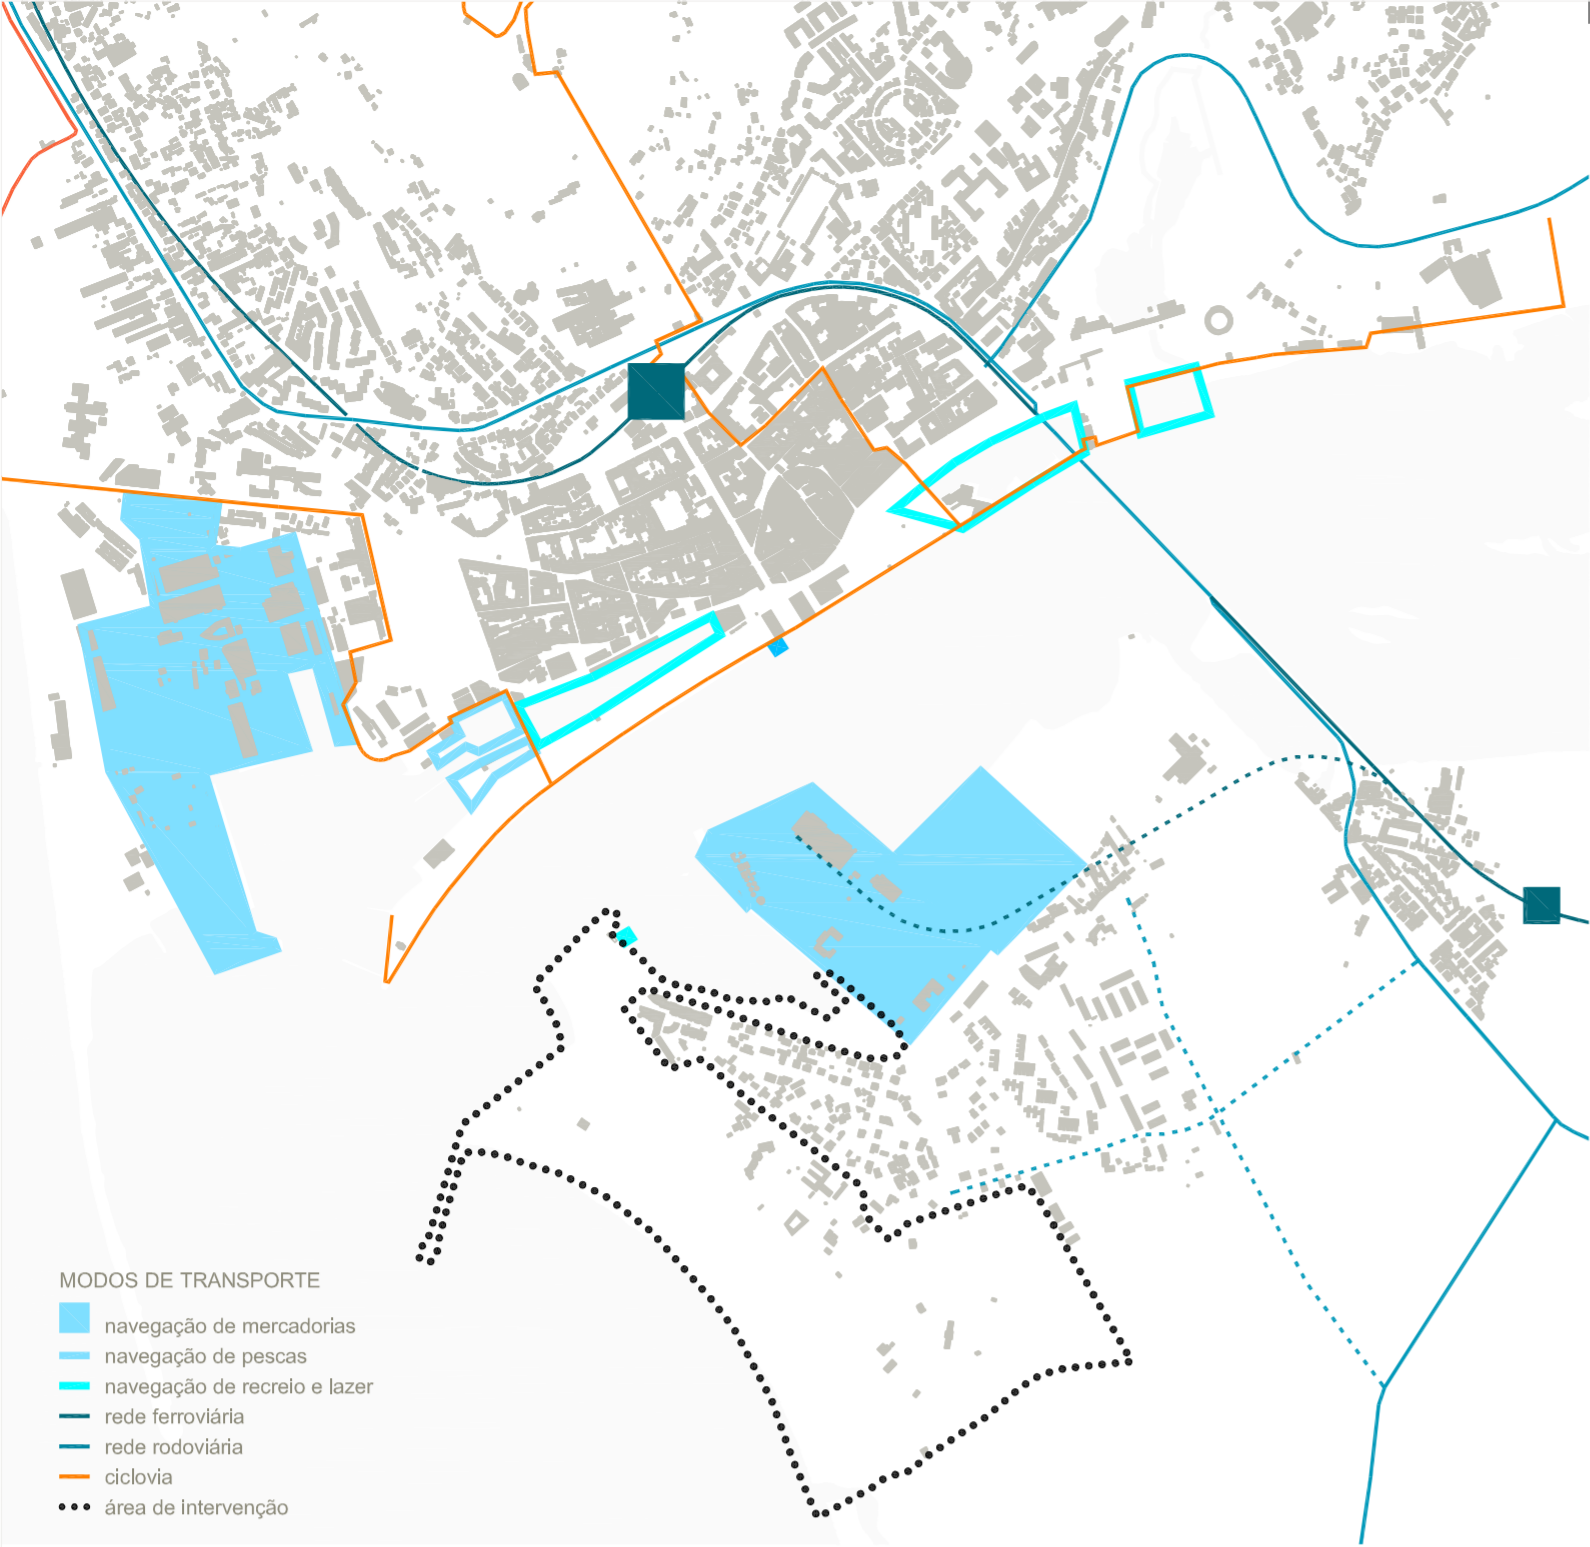 MODOS DE TRANSPORTE
navegação de mercadorias
navegação de pescas
navegação de recreio e lazer
rede ferroviária
rede rodoviária
ciclovia
área de intervenção